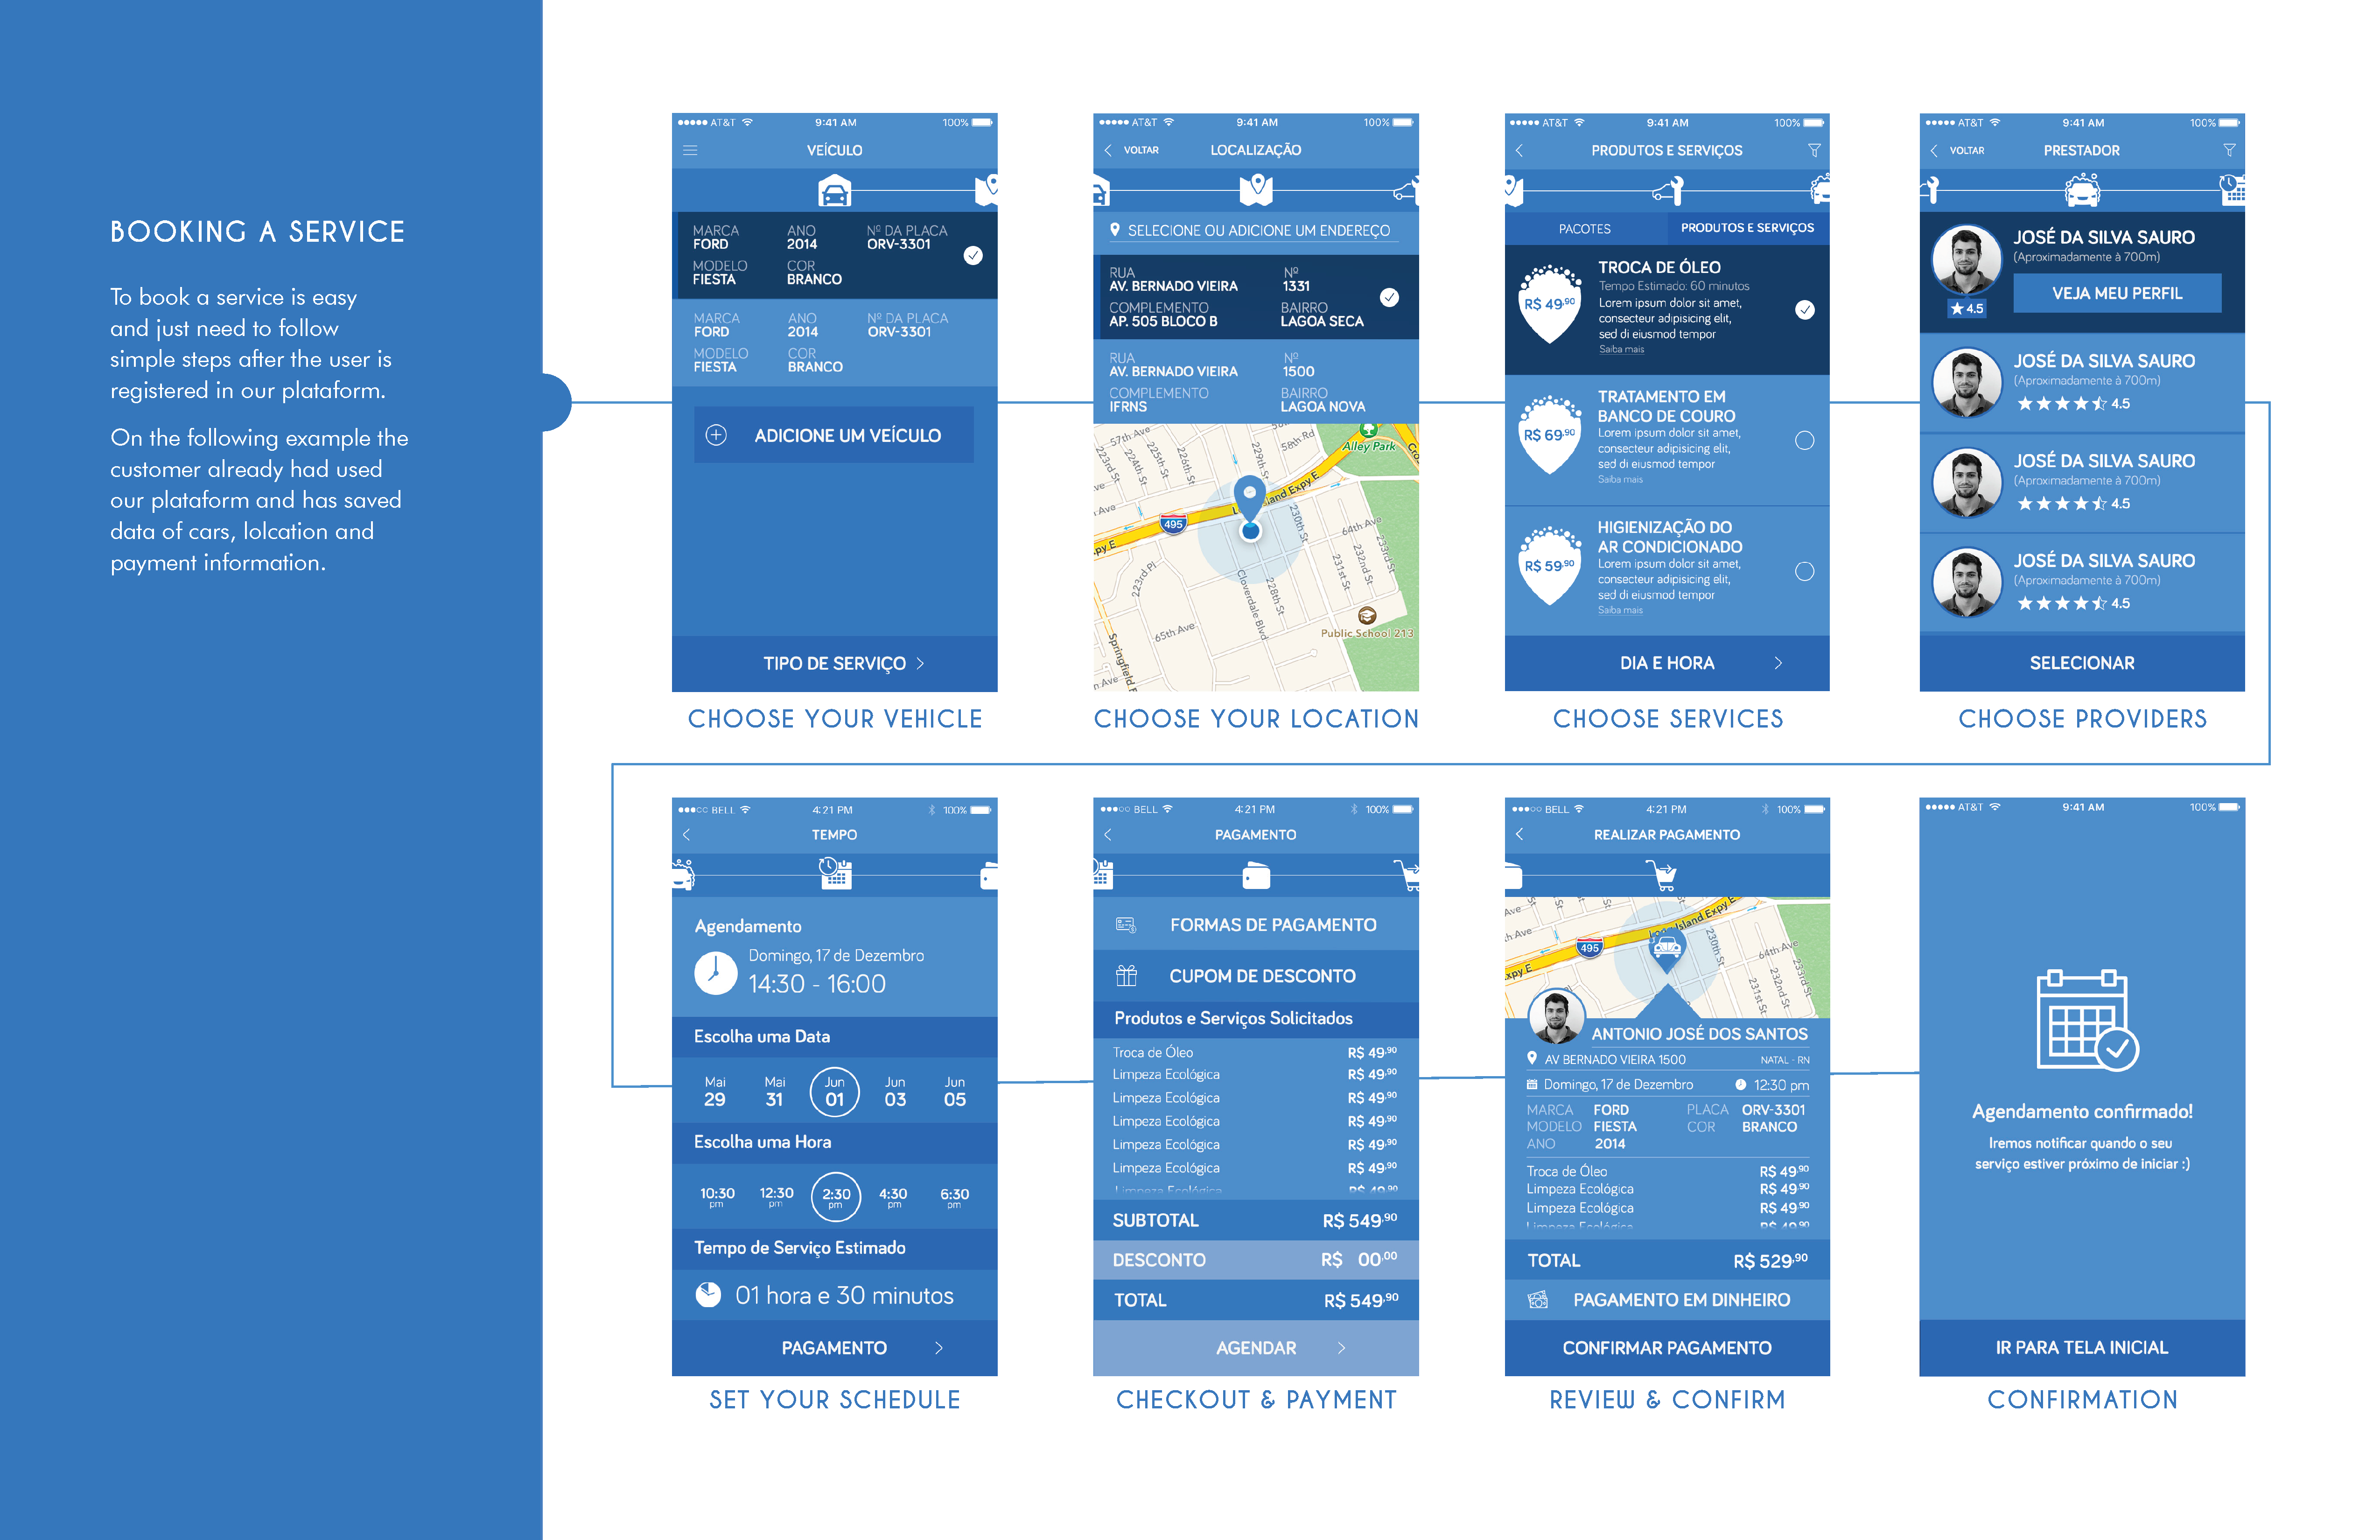 BOOKING A SERVICE
To book a service is easy
and just need to follow
simple steps after the user is
registered in our plataform.
On the following example the
customer already had used
our plataform and has saved
data of cars, lolcation and
payment information.
AT&T 9:41 AM 100%
VEÍCULO
MARCA ANO Nº DA PLACA
FORD 2014 ORV-3301
MODELO COR
FIESTA BRANCO
MARCA ANO Nº DA PLACA
FORD 2014 ORV-3301
MODELO COR
FIESTA BRANCO
ADICIONE UM VEÍCULO
TIPO DE SERVIÇO
CHOOSE YOUR VEHICLE
AT&T 9:41 AM 100%
VOLTAR LOCALIZAÇÃO
SELECIONE OU ADICIONE UM ENDEREÇO
RUA Nº
AV. BERNADO VIEIRA 1331
COMPLEMENTO BAIRRO
AP. 505 BLOCO B LAGOA SECA
RUA Nº
AV. BERNADO VIEIRA 1500
COMPLEMENTO BAIRRO
IFRNS LAGOA NOVA
57th Ave
223rd St
224th St
225th St
226th St
229th St
58th Rd
Alley Park
Island Expy E
495
230th St
64th Ave
231st St
232nd St
233rd St
223rd Pl
Cloverdale Blvd
228th St
65th Ave
Public School 213
Springfield
CHOOSE YOUR LOCATION
AT&T 9:41 AM 100%
PRODUTOS E SERVIÇOS
PACOTES PRODUTOS E SERVIÇOS
R$ 49,90
TROCA DE ÓLEO
Tempo Estimado: 60 minutos
Lorem ipsum dolor sit amet,
consecteur adipisicing elit,
sed di eiusmod tempor
Saiba mais
R$ 69,90
TRATAMENTO EM
BANCO DE COURO
Lorem ipsum dolor sit amet,
consecteur adipisicing elit,
sed di eiusmod tempor
Saiba mais
R$ 59,90
HIGIENIZAÇÃO DO
AR CONDICIONADO
Lorem ipsum dolor sit amet,
consecteur adipisicing elit,
sed di eiusmod tempor
Saiba mais
DIA E HORA
CHOOSE SERVICES
AT&T 9:41 AM 100%
VOLTAR PRESTADOR
JOSÉ DA SILVA SAURO
(Aproximadamente à 700m)
VEJA MEU PERFIL
4.5
JOSÉ DA SILVA SAURO
(Aproximadamente à 700m)
4.5
JOSÉ DA SILVA SAURO
(Aproximadamente à 700m)
4.5
JOSÉ DA SILVA SAURO
(Aproximadamente à 700m)
4.5
SELECIONAR
CHOOSE PROVIDERS
BELL 4:21 PM 100%
TEMPO
Agendamento
Domingo, 17 de Dezembro
14:30 - 16:00
Escolha uma Data
Mai Mai Jun Jun Jun
29 31 01 03 05
Escolha uma Hora
10:30 12:30 2:30 4:30 6:30
pm pm pm pm pm
Tempo de Serviço Estimado
01 hora e 30 minutos
PAGAMENTO
SET YOUR SCHEDULE
BELL 4:21 PM 100%
PAGAMENTO
FORMAS DE PAGAMENTO
CUPOM DE DESCONTO
Produtos e Serviços Solicitados
Troca de Óleo R$ 49,90
Limpeza Ecológica R$ 49,90
Limpeza Ecológica R$ 49,90
Limpeza Ecológica R$ 49,90
Limpeza Ecológica R$ 49,90
Limpeza Ecológica R$ 49,90
Limpeza Ecológica R$ 49,90
SUBTOTAL R$ 549,90
DESCONTO R$ 00,00
TOTAL R$ 549,90
AGENDAR
CHECKOUT & PAYMENT
BELL 4:21 PM 100%
REALIZAR PAGAMENTO
Island Expy E
495
230th St
64th Ave
231st St
232nd St
233rd St
ANTONIO JOSÉ DOS SANTOS
AV BERNADO VIEIRA 1500 NATAL - RN
Domingo, 17 de Dezembro 12:30 pm
MARCA FORD PLACA ORV-3301
MODELO FIESTA COR BRANCO
ANO 2014
Troca de Óleo R$ 49,90
Limpeza Ecológica R$ 49,90
Limpeza Ecológica R$ 49,90
Limpeza Ecológica R$ 49,90
TOTAL R$ 529,90
PAGAMENTO EM DINHEIRO
CONFIRMAR PAGAMENTO
REVIEW & CONFIRM
AT&T 9:41 AM 100%
Agendamento confirmado!
Iremos notificar quando o seu
serviço estiver próximo de iniciar :)
IR PARA TELA INICIAL
CONFIRMATION